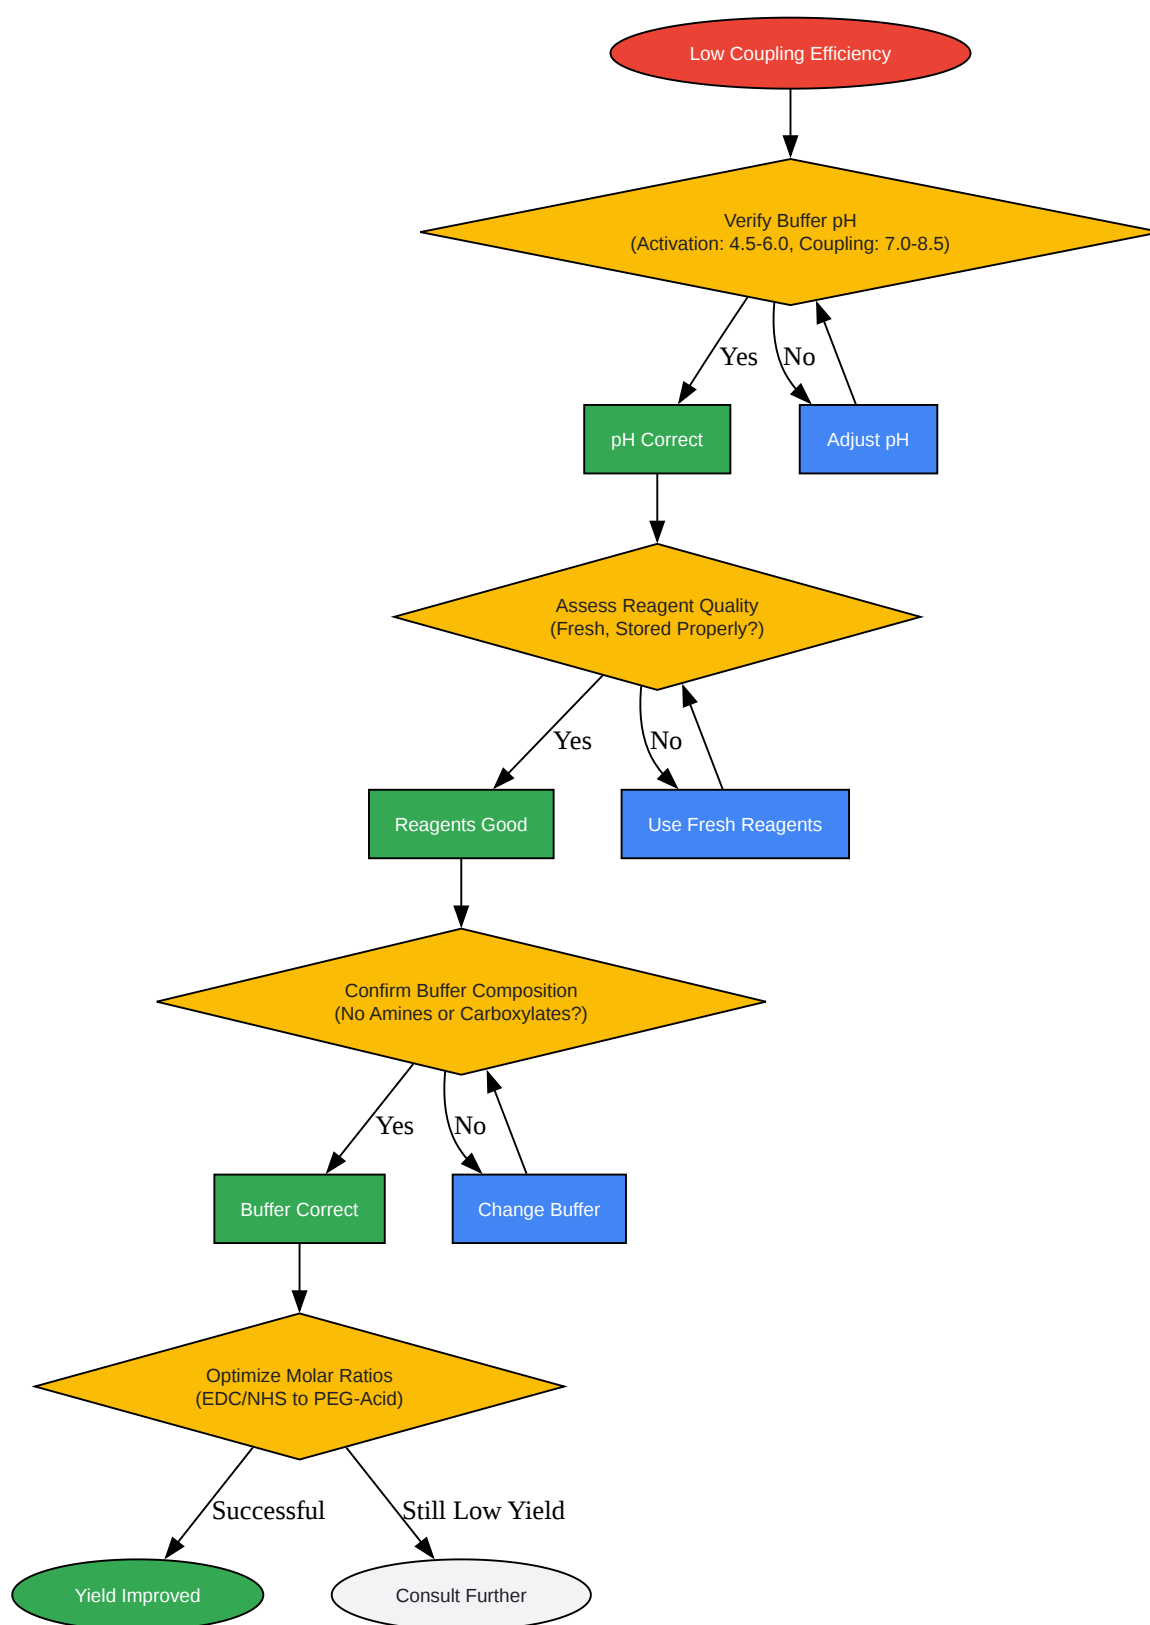 Low Coupling Efficiency
Verify Buffer pH
(Activation: 4.5-6.0, Coupling: 7.0-8.5)
Yes
No
pH Correct
Adjust pH
Assess Reagent Quality
(Fresh, Stored Properly?)
Yes
No
Reagents Good
Use Fresh Reagents
Confirm Buffer Composition
(No Amines or Carboxylates?)
Yes
No
Buffer Correct
Change Buffer
Optimize Molar Ratios
(EDC/NHS to PEG-Acid)
Successful
Still Low Yield
Yield Improved
Consult Further